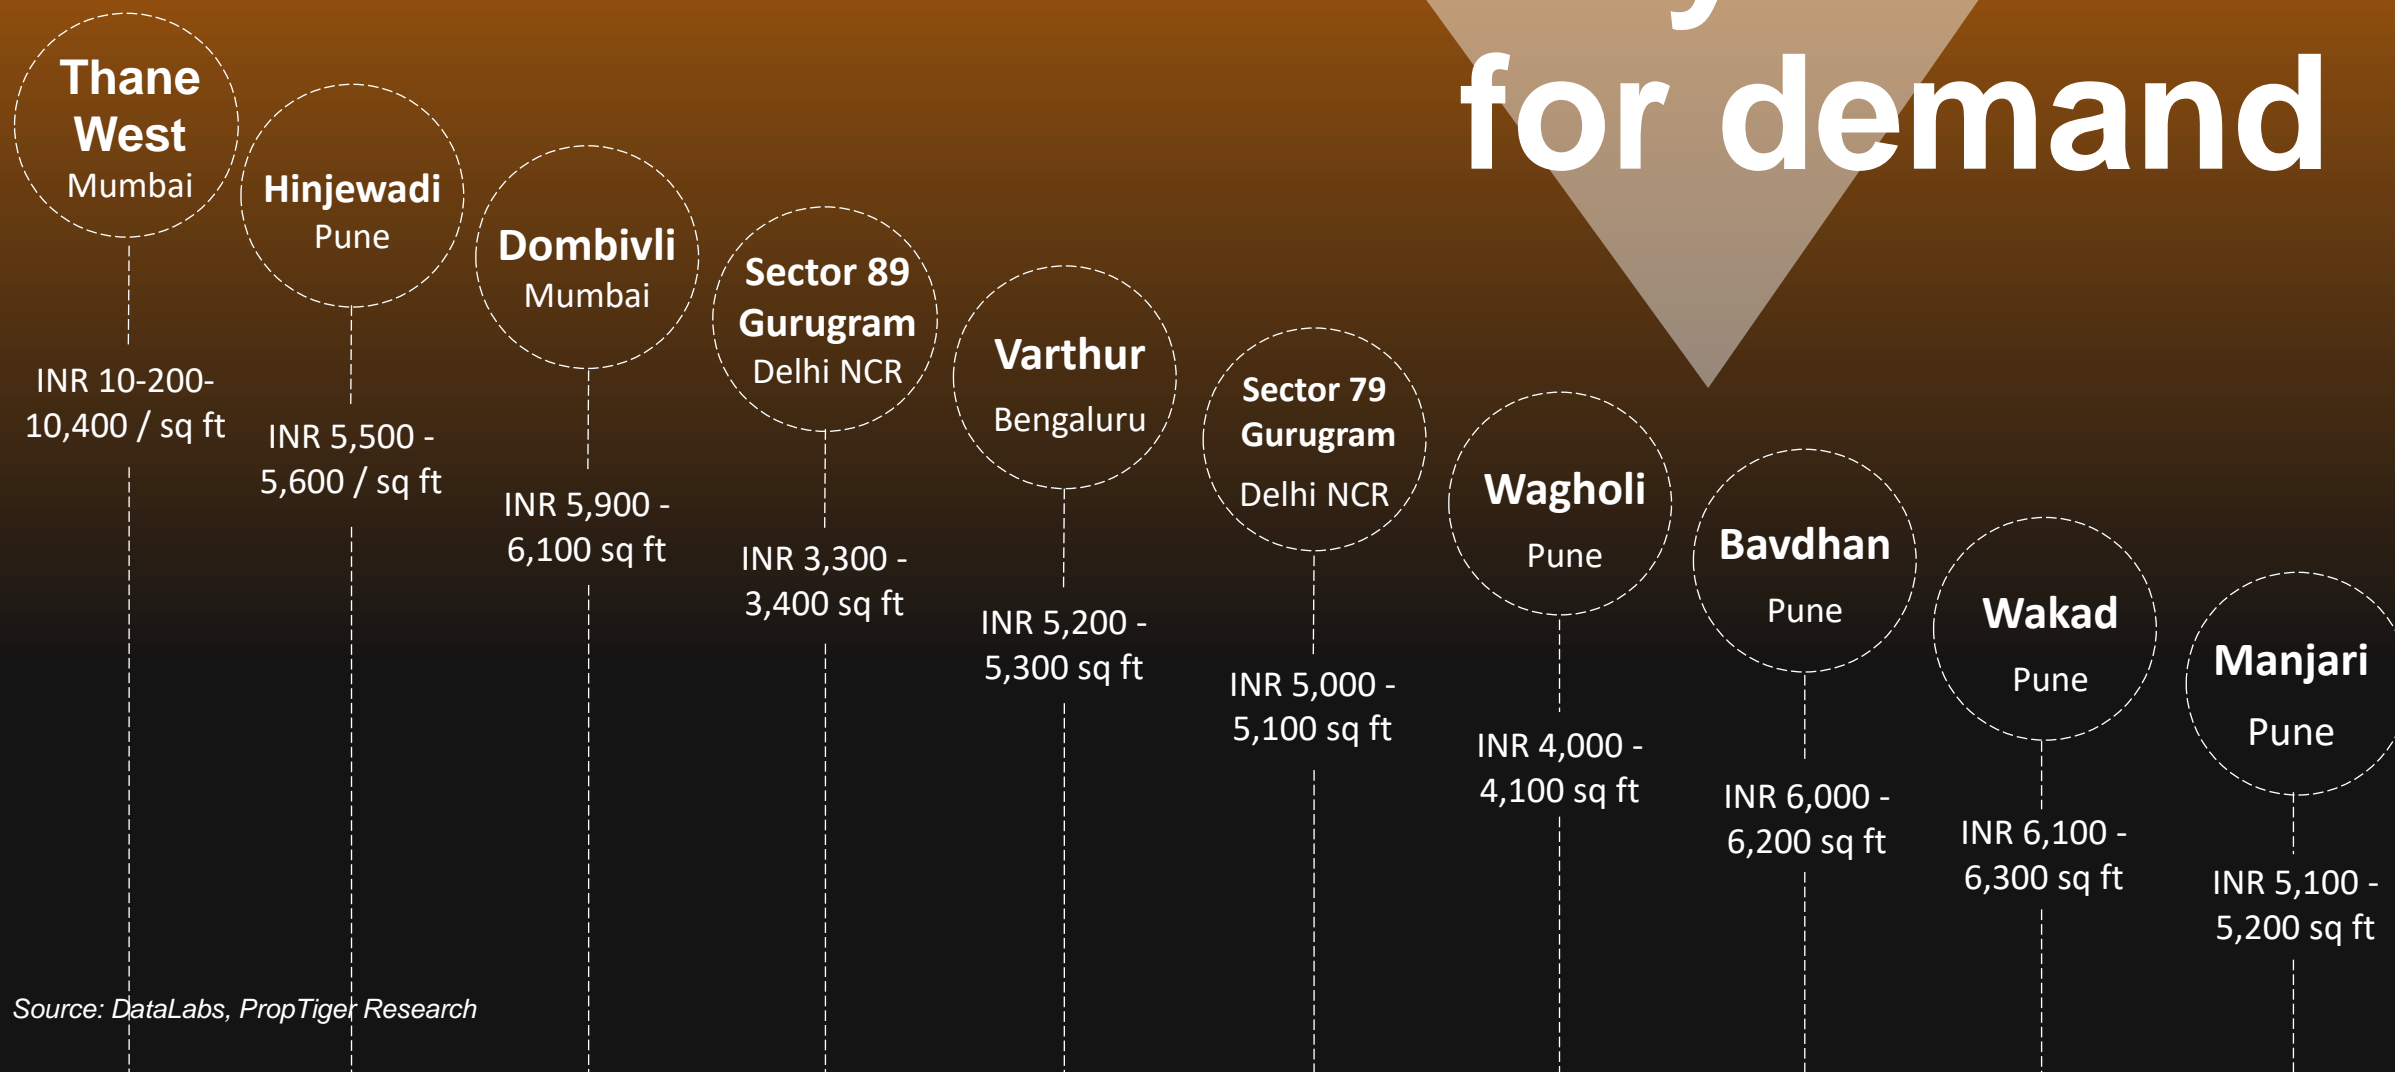 for demand
Thane
West
Mumbai
INR 10-200-
10,400 / sq ft
Hinjewadi
Pune
INR 5,500 -
5,600 / sq ft
Dombivli
Mumbai
INR 5,900 -
6,100 sq ft
Sector 89
Gurugram
Delhi NCR
INR 3,300 -
3,400 sq ft
Varthur
Bengaluru
INR 5,200 -
5,300 sq ft
Sector 79
Gurugram
Delhi NCR
INR 5,000 -
5,100 sq ft
Wagholi
Pune
INR 4,000 -
4,100 sq ft
Bavdhan
Pune
INR 6,000 -
6,200 sq ft
Wakad
Pune
INR 6,100 -
6,300 sq ft
Manjari
Pune
INR 5,100 -
5,200 sq ft
Source: DataLabs, PropTiger Research